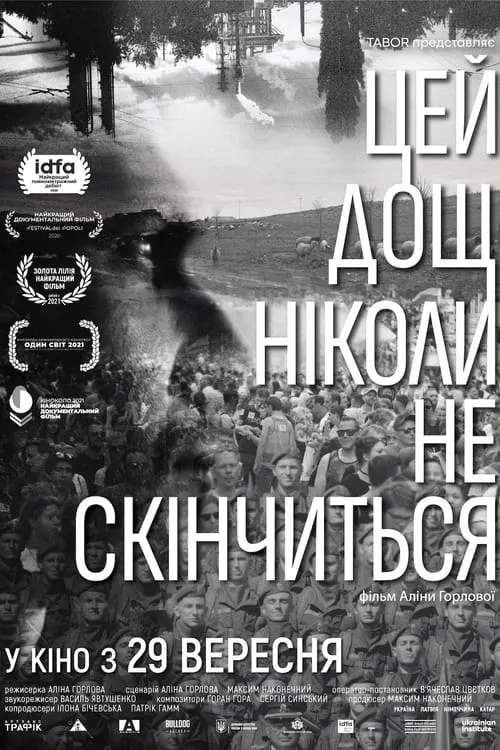 TABOR представляє
ЦЕЙ
ДОЩ
НІКОЛИ
НЕ
СКІНЧИТЬСЯ
фільм Аліни Горлової
idfa
Найкращий
повнометражний
дебют
2020
НАЙКРАЩИЙ
ДОКУМЕНТАЛЬНИЙ ФІЛЬМ
FESTIVAL dei POPOLI
2020
ЗОЛОТА ЛІЛІЯ
НАЙКРАЩИЙ
ФІЛЬМ
2021
ОДИН СВІТ 2021
КІНОКОЛО 2021
НАЙКРАЩИЙ
ДОКУМЕНТАЛЬНИЙ
ФІЛЬМ
У КІНО З 29 ВЕРЕСНЯ
режисерка АЛІНА ГОРЛОВА сценарій АЛІНА ГОРЛОВА МАКСИМ НАКОНЕЧНИЙ оператор-постановник В'ЯЧЕСЛАВ ЦВЄТКОВ
звукорежисер ВАСИЛЬ ЯВТУШЕНКО композитори ГОРАН ГОРА СЕРГІЙ СИНСЬКИЙ продюсер МАКСИМ НАКОНЕЧНИЙ
копродюсери ІЛОНА БІЧЕВСЬКА ПАТРІК ГАММ УКРАЇНА ЛАТВІЯ НІМЕЧЧИНА КАТАР
АРТХАУС
ТРАФІК
BULLDOG
idfa
ukrainian
institute